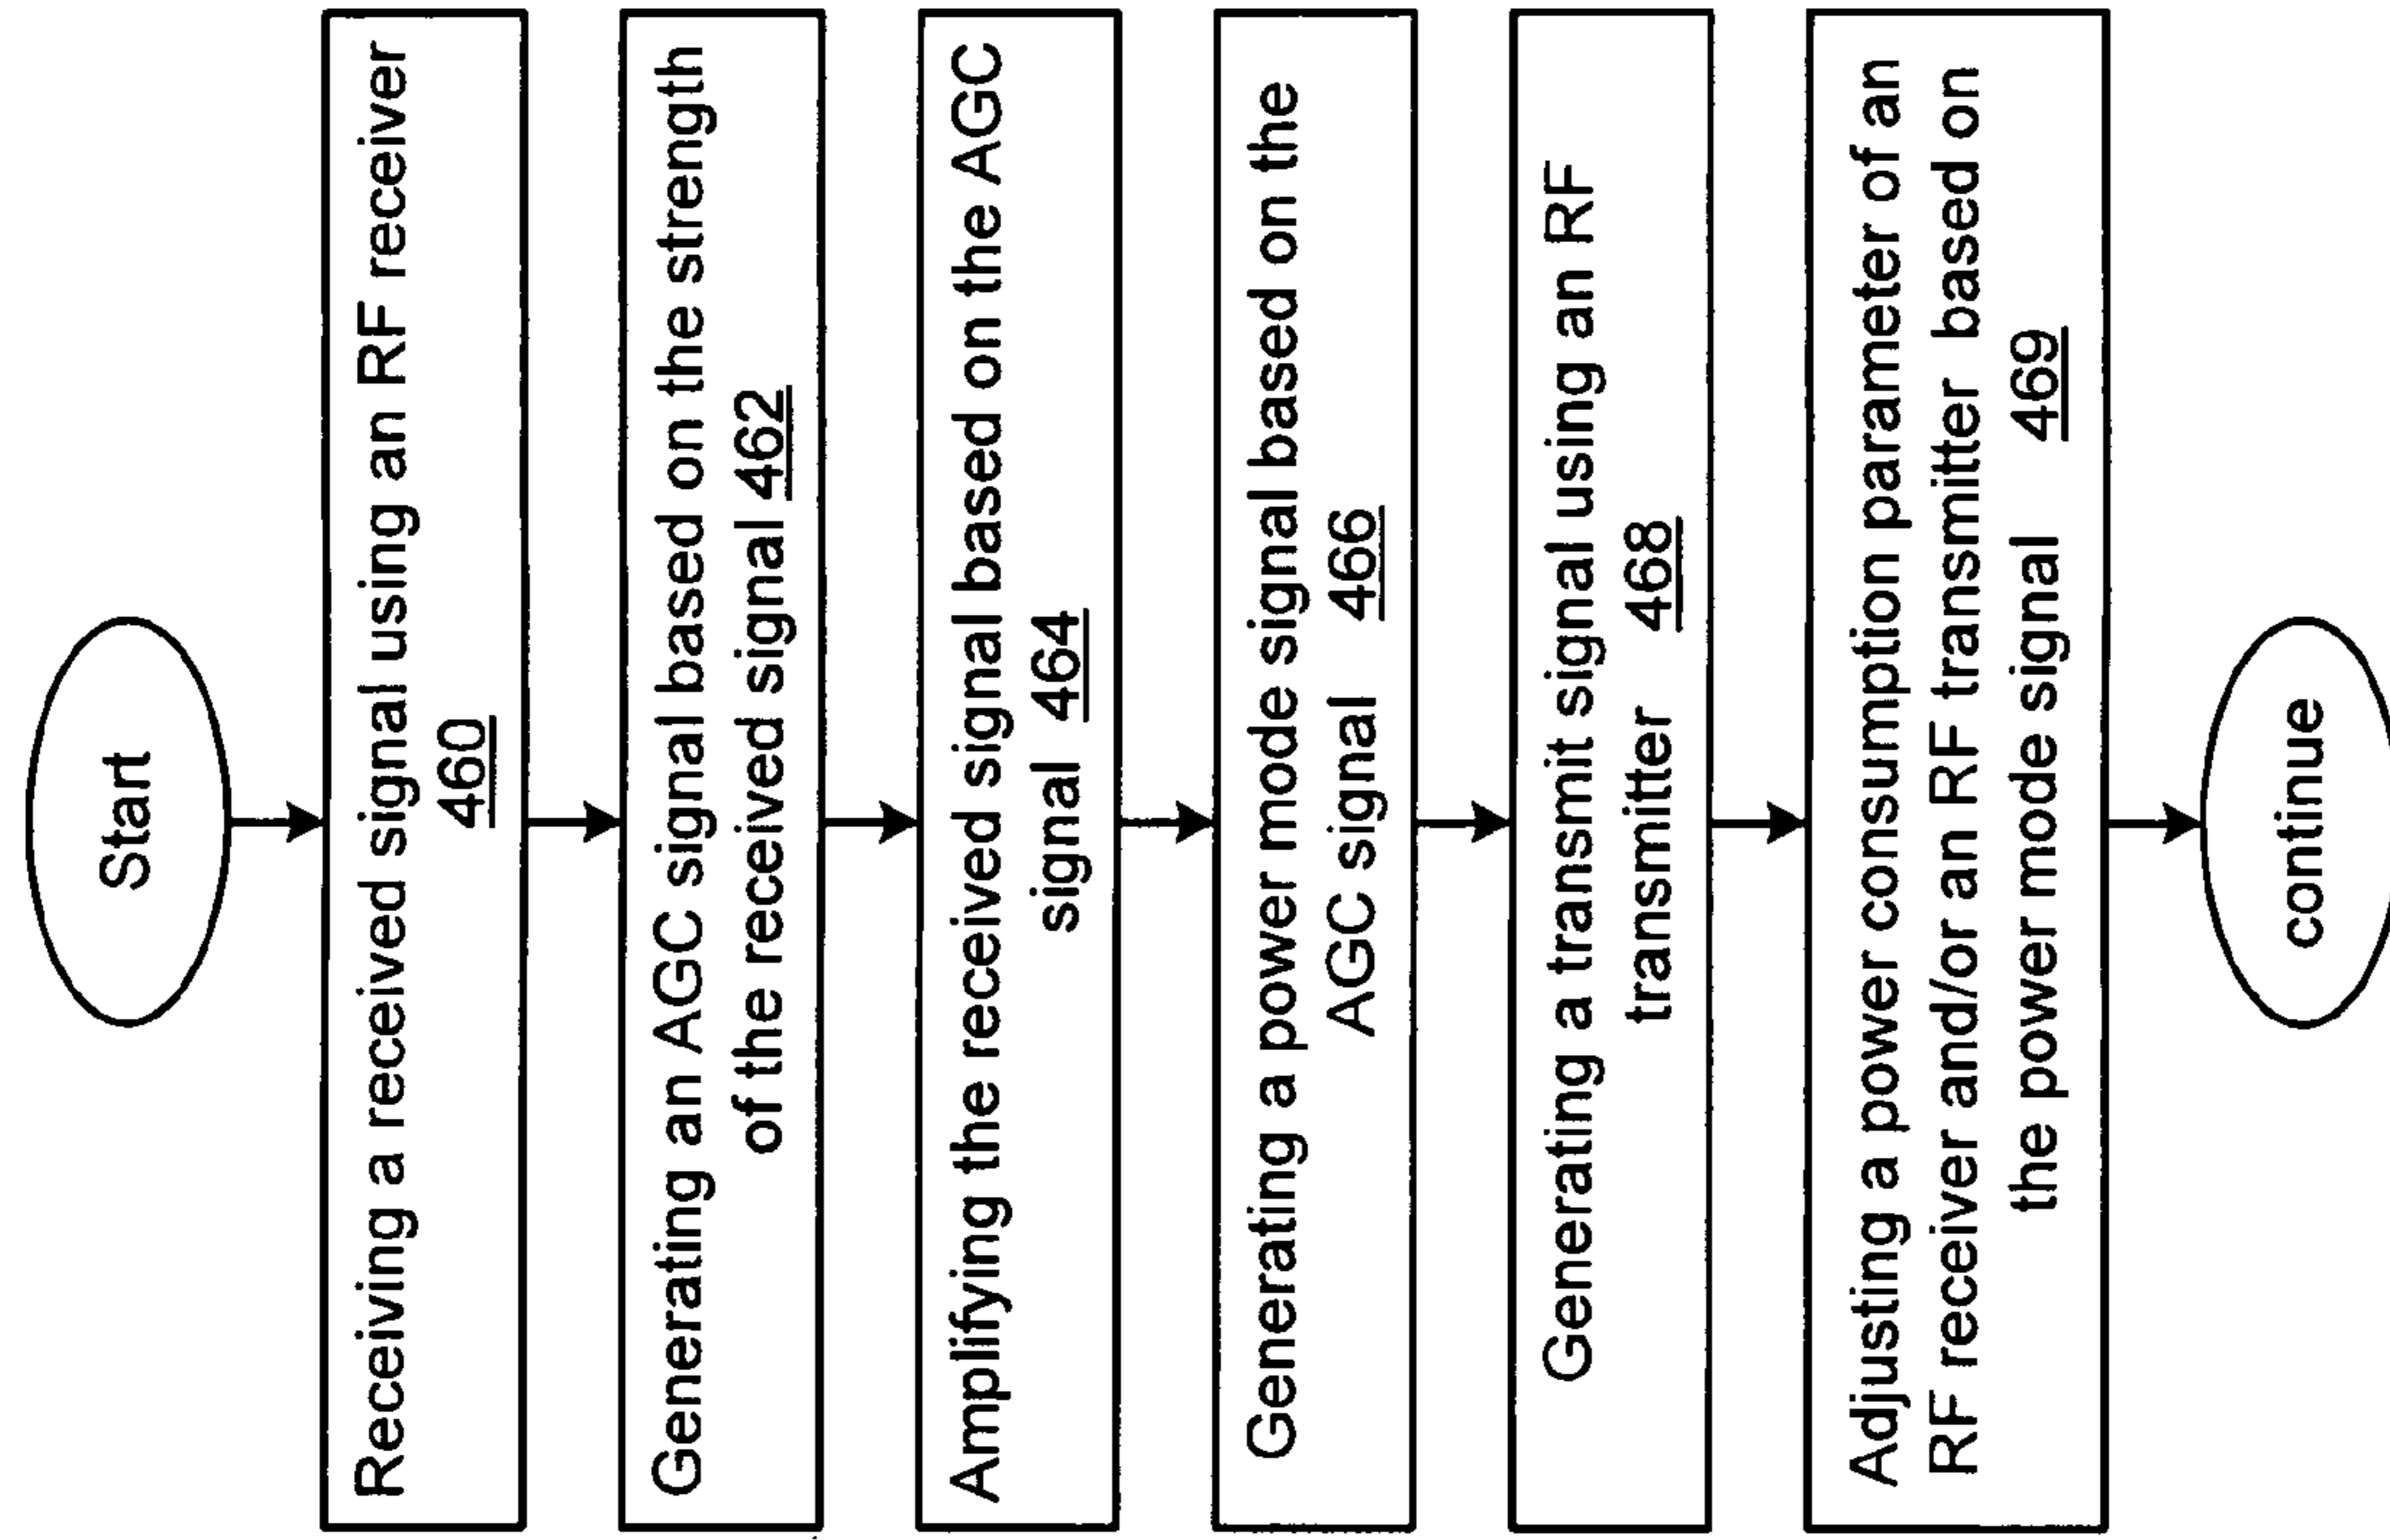 Start
Receiving a received signal using an RF receiver
460
Generating an AGC signal based on the strength
of the received signal 462
Amplifying the received signal based on the AGC
signal 464
Generating a power mode signal based on the
AGC signal 466
Generating a transmit signal using an RF
transmitter 468
Adjusting a power consumption parameter of an
RF receiver and/or an RF transmitter based on
the power mode signal 469
continue